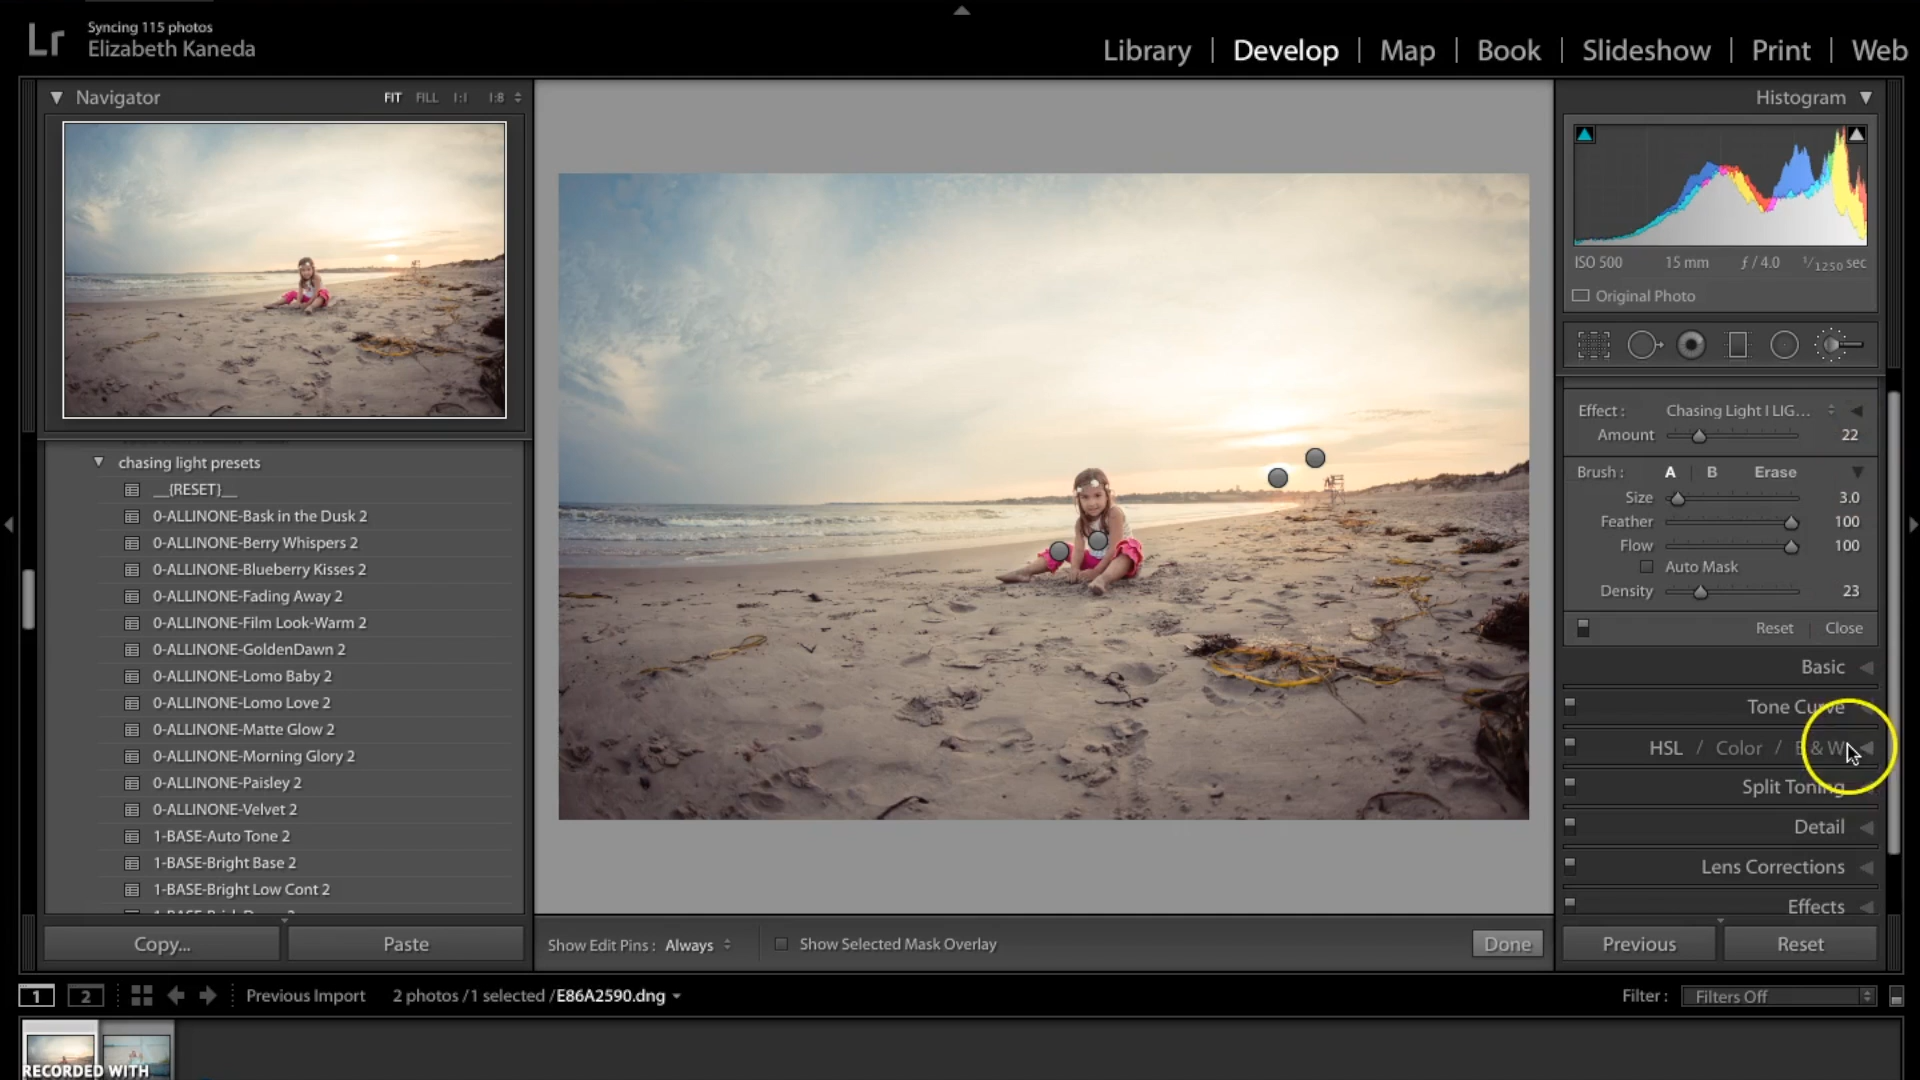 Lr
Syncing 115 photos
Elizabeth Kaneda
Library | Develop | Map | Book | Slideshow | Print | Web
Navigator FIT FILL 1:1 1:8
chasing light presets
__{RESET}__
0-ALLINONE-Bask in the Dusk 2
0-ALLINONE-Berry Whispers 2
0-ALLINONE-Blueberry Kisses 2
0-ALLINONE-Fading Away 2
0-ALLINONE-Film Look-Warm 2
0-ALLINONE-GoldenDawn 2
0-ALLINONE-Lomo Baby 2
0-ALLINONE-Lomo Love 2
0-ALLINONE-Matte Glow 2
0-ALLINONE-Morning Glory 2
0-ALLINONE-Paisley 2
0-ALLINONE-Velvet 2
1-BASE-Auto Tone 2
1-BASE-Bright Base 2
1-BASE-Bright Low Cont 2
Copy... Paste
Show Edit Pins : Always Show Selected Mask Overlay Done
Histogram
ISO 500 15 mm ƒ / 4.0 1/1250 sec
Original Photo
Effect : Chasing Light I LIG...
Amount 22
Brush : A | B Erase
Size 3.0
Feather 100
Flow 100
Auto Mask
Density 23
Reset | Close
Basic
Tone Curve
HSL / Color / B & W
Split Toning
Detail
Lens Corrections
Effects
Previous Reset
1 2 Previous Import 2 photos /1 selected /E86A2590.dng Filter : Filters Off
RECORDED WITH